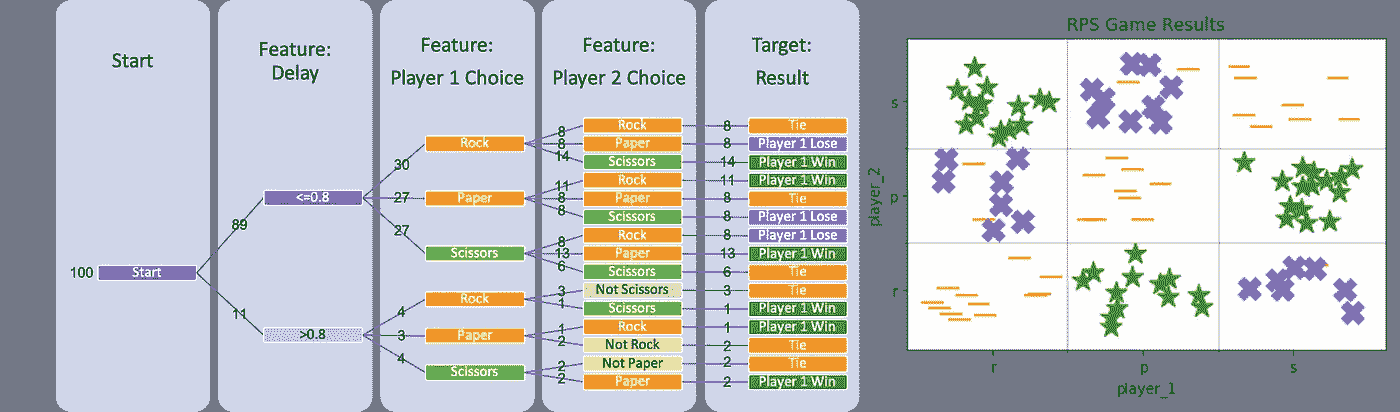 Start
Feature:
Delay
Feature:
Player 1 Choice
Feature:
Player 2 Choice
Target:
Result
100
Start
89
11
<=0.8
>0.8
30
27
27
4
3
4
Rock
Paper
Scissors
Rock
Paper
Scissors
8 Rock 8 Tie
8 Paper 8 Player 1 Lose
14 Scissors 14 Player 1 Win
11 Rock 11 Player 1 Win
8 Paper 8 Tie
8 Scissors 8 Player 1 Lose
8 Rock 8 Player 1 Lose
13 Paper 13 Player 1 Win
6 Scissors 6 Tie
3 Not Scissors 3 Tie
1 Scissors 1 Player 1 Win
1 Rock 1 Player 1 Win
2 Not Rock 2 Tie
2 Not Paper 2 Tie
2 Paper 2 Player 1 Win
RPS Game Results
player_2
s
p
r
r p s
player_1